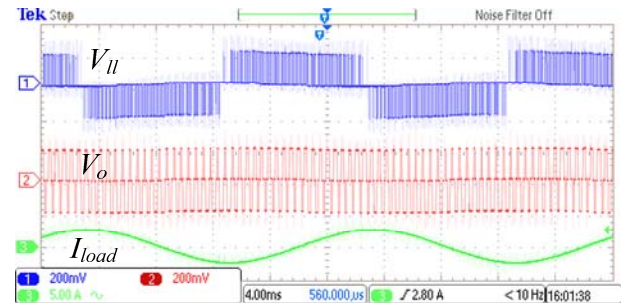 Tek Stop Noise Filter Off
T
T
1
V_ll
V_o
2
I_load
3
1 200mV 2 200mV
3 5.00 A 4.00ms 560.000µs 3 2.80 A < 10 Hz 16:01:38